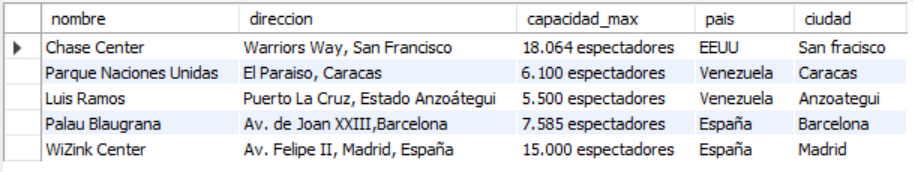 nombre direccion capacidad_max pais ciudad
Chase Center Warriors Way, San Francisco 18.064 espectadores EEUU San fracisco
Parque Naciones Unidas El Paraiso, Caracas 6.100 espectadores Venezuela Caracas
Luis Ramos Puerto La Cruz, Estado Anzoátegui 5.500 espectadores Venezuela Anzoategui
Palau Blaugrana Av. de Joan XXIII,Barcelona 7.585 espectadores España Barcelona
WiZink Center Av. Felipe II, Madrid, España 15.000 espectadores España Madrid